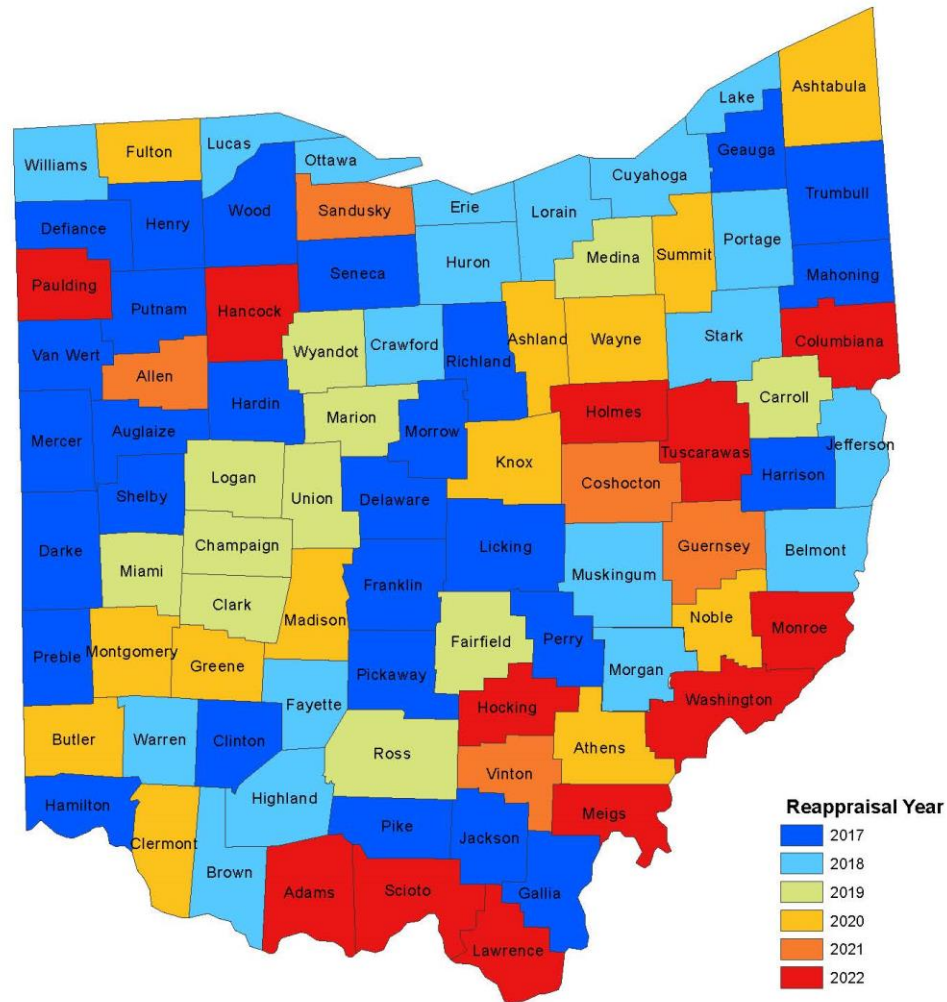 Ashtabula
Lake
Geauga
Cuyahoga
Trumbull
Williams
Fulton
Lucas
Ottawa
Erie
Lorain
Defiance
Henry
Wood
Sandusky
Huron
Medina
Summit
Portage
Mahoning
Paulding
Putnam
Hancock
Seneca
Van Wert
Allen
Wyandot
Crawford
Richland
Ashland
Wayne
Stark
Columbiana
Hardin
Marion
Morrow
Holmes
Carroll
Mercer
Auglaize
Tuscarawas
Jefferson
Knox
Logan
Union
Shelby
Delaware
Coshocton
Harrison
Darke
Champaign
Licking
Guernsey
Belmont
Miami
Clark
Franklin
Muskingum
Madison
Noble
Monroe
Preble
Montgomery
Greene
Pickaway
Fairfield
Perry
Morgan
Washington
Fayette
Hocking
Butler
Warren
Clinton
Ross
Athens
Vinton
Hamilton
Highland
Meigs
Clermont
Pike
Jackson
Brown
Adams
Scioto
Gallia
Lawrence
Reappraisal Year
2017
2018
2019
2020
2021
2022